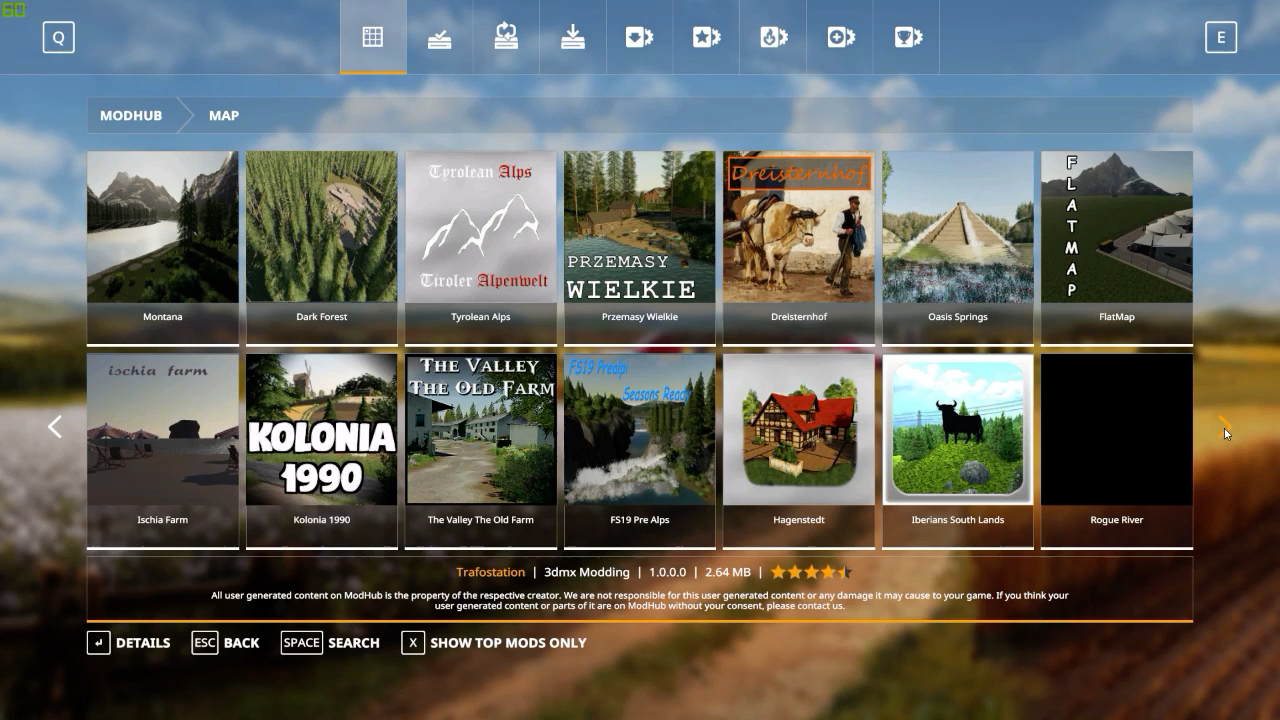 60
Q
E
MODHUB
MAP
Tyrolean Alps
Tiroler Alpenwelt
PRZEMASY
WIELKIE
Dreisternhof
FLATMAP
Montana
Dark Forest
Tyrolean Alps
Przemasy Wielkie
Dreisternhof
Oasis Springs
FlatMap
ischia farm
KOLONIA
1990
THE VALLEY
THE OLD FARM
FS19 Prealpi
Seasons Ready
Ischia Farm
Kolonia 1990
The Valley The Old Farm
FS19 Pre Alps
Hagenstedt
Iberians South Lands
Rogue River
Trafostation | 3dmx Modding | 1.0.0.0 | 2.64 MB |
All user generated content on ModHub is the property of the respective creator. We are not responsible for this user generated content or any damage it may cause to your game. If you think your
user generated content or parts of it are on ModHub without your consent, please contact us.
↵ DETAILS ESC BACK SPACE SEARCH X SHOW TOP MODS ONLY